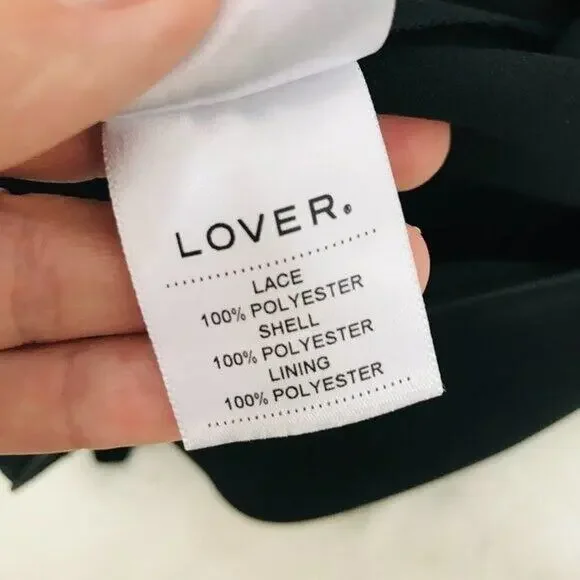 LOVER®
LACE
100% POLYESTER
SHELL
100% POLYESTER
LINING
100% POLYESTER